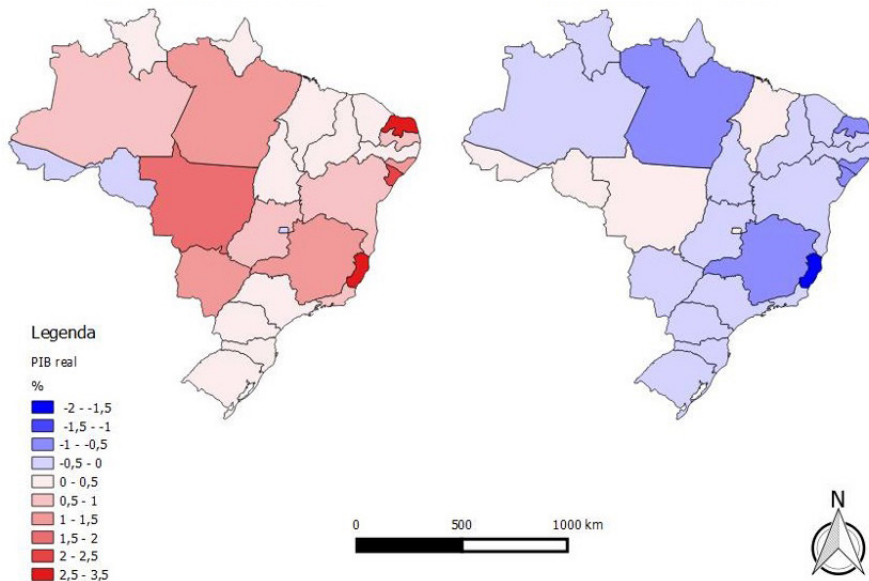 Legenda
PIB real
%
-2 - -1,5
-1,5 - -1
-1 - -0,5
-0,5 - 0
0 - 0,5
0,5 - 1
1 - 1,5
1,5 - 2
2 - 2,5
2,5 - 3,5
0 500 1000 km
N